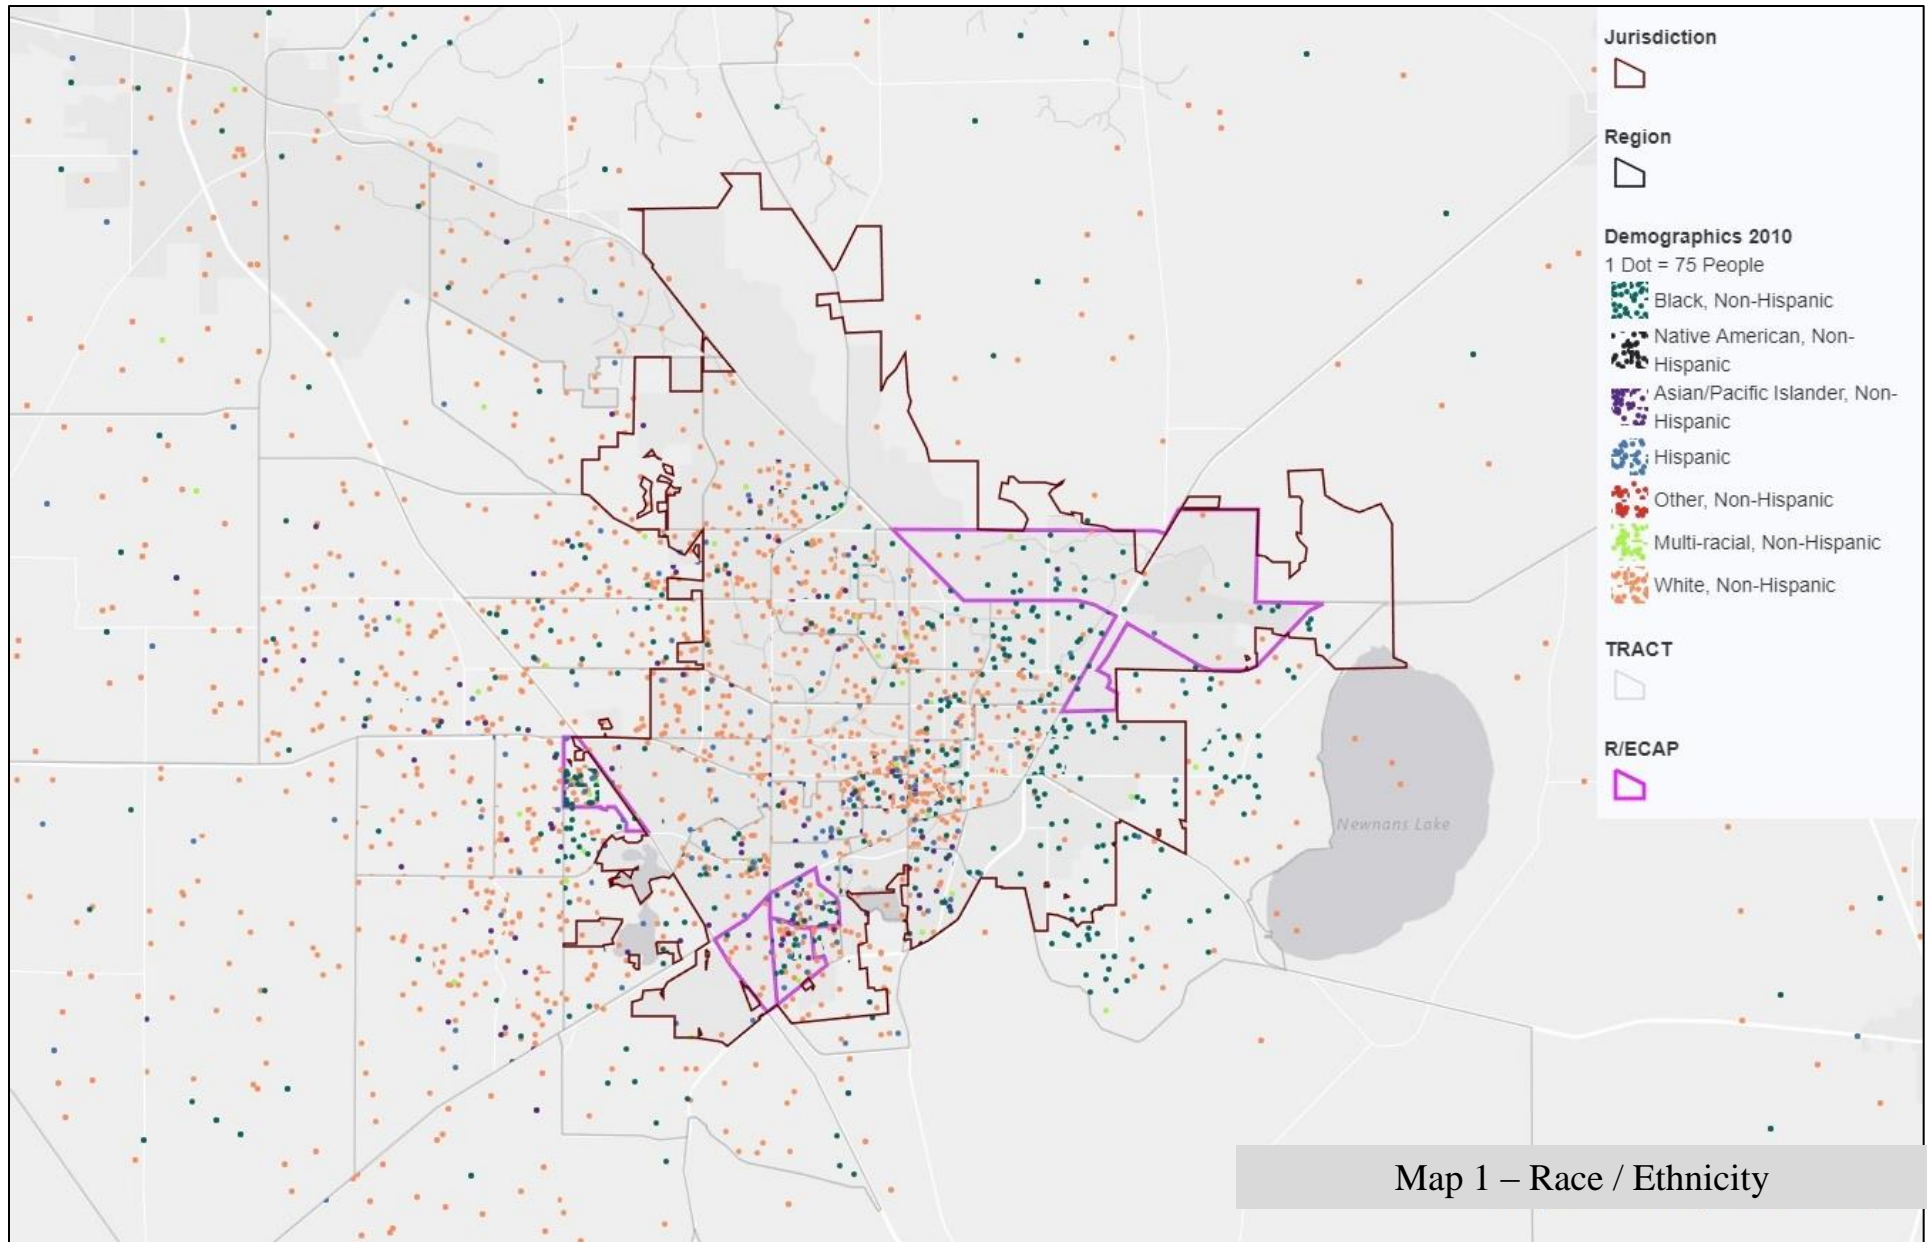 Jurisdiction
Region
Demographics 2010
1 Dot = 75 People
Black, Non-Hispanic
Native American, Non-
Hispanic
Asian/Pacific Islander, Non-
Hispanic
Hispanic
Other, Non-Hispanic
Multi-racial, Non-Hispanic
White, Non-Hispanic
TRACT
R/ECAP
Newnans Lake
Map 1 – Race / Ethnicity